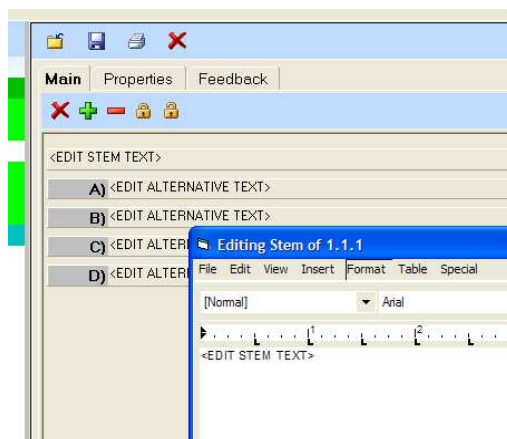 Main Properties Feedback
<EDIT STEM TEXT>
A) <EDIT ALTERNATIVE TEXT>
B) <EDIT ALTERNATIVE TEXT>
C) <EDIT ALTER
D) <EDIT ALTER
Editing Stem of 1.1.1
File Edit View Insert Format Table Special
[Normal] Arial
1 2
<EDIT STEM TEXT>